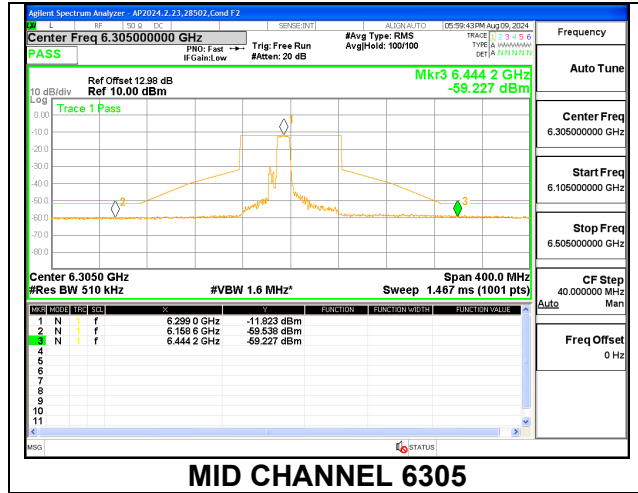 Agilent Spectrum Analyzer - AP2024.2.23,28502,Cond F2
L RF 50 Ω DC SENSE:INT ALIGN AUTO 05:59:43 PM Aug 09, 2024
Center Freq 6.305000000 GHz
PASS
PNO: Fast
IFGain:Low
Trig: Free Run
#Atten: 20 dB
#Avg Type: RMS
Avg|Hold: 100/100
TRACE 1 2 3 4 5 6
TYPE A WWWWW
DET A N N N N N
Frequency
Ref Offset 12.98 dB
10 dB/div Ref 10.00 dBm
Mkr3 6.444 2 GHz
-59.227 dBm
Log
Trace 1 Pass
0.00
-10.0
-20.0
-30.0
-40.0
-50.0
-60.0
-70.0
-80.0
1
2
3
Center 6.3050 GHz Span 400.0 MHz
#Res BW 510 kHz #VBW 1.6 MHz* Sweep 1.467 ms (1001 pts)
MKR MODE TRC SCL X Y FUNCTION FUNCTION WIDTH FUNCTION VALUE
1 N 1 f 6.299 0 GHz -11.823 dBm
2 N 1 f 6.158 6 GHz -59.538 dBm
3 N 1 f 6.444 2 GHz -59.227 dBm
4
5
6
7
8
9
10
11
MSG STATUS
Auto Tune
Center Freq
6.305000000 GHz
Start Freq
6.105000000 GHz
Stop Freq
6.505000000 GHz
CF Step
40.000000 MHz
Auto Man
Freq Offset
0 Hz
MID CHANNEL 6305